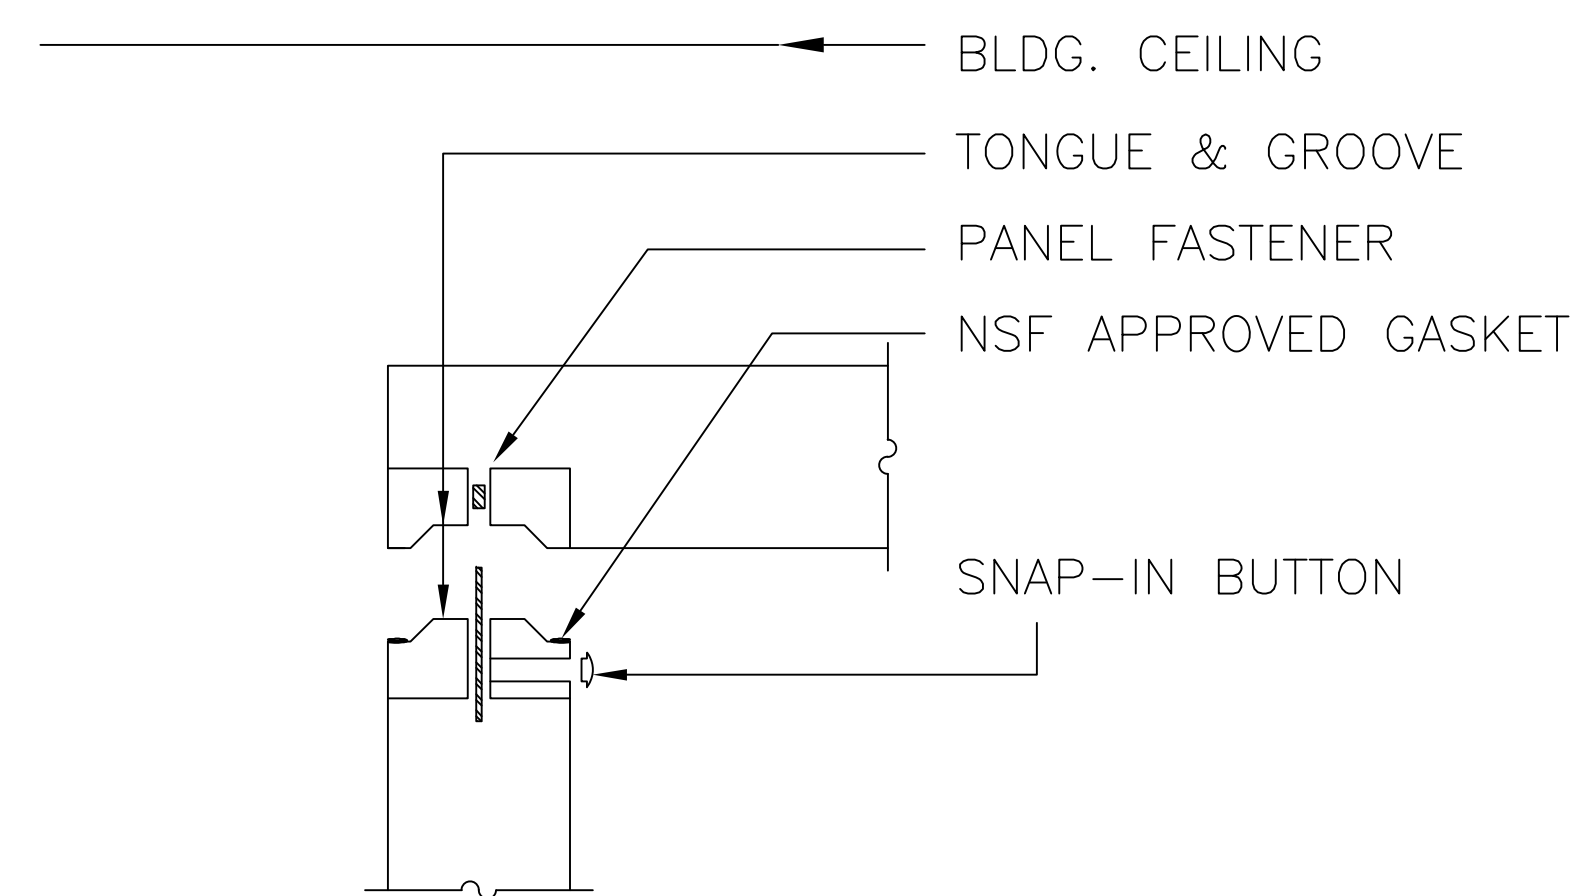 BLDG. CEILING
TONGUE & GROOVE
PANEL FASTENER
NSF APPROVED GASKET
SNAP-IN BUTTON